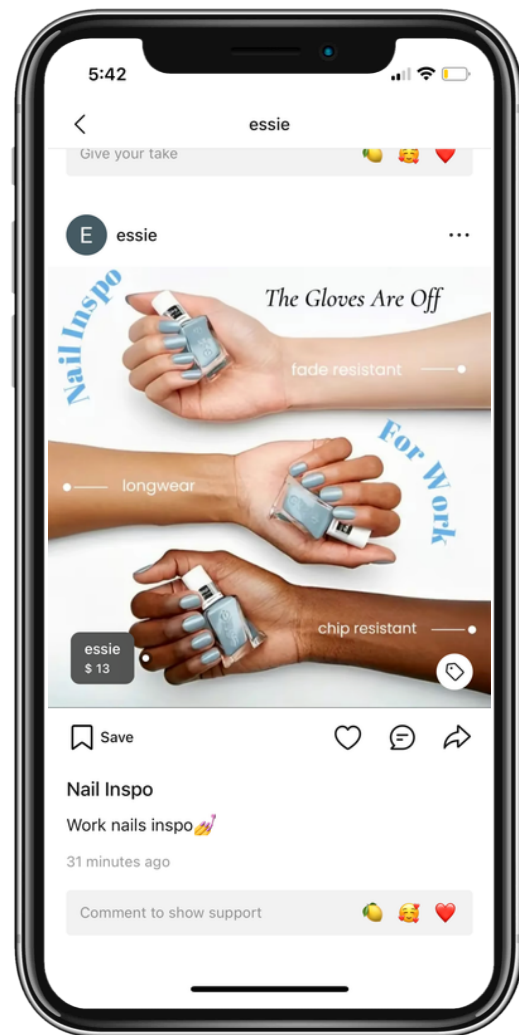 5:42
essie
Give your take
E
essie
The Gloves Are Off
Nail Inspo
fade resistant
For Work
longwear
chip resistant
essie
$ 13
Save
Nail Inspo
Work nails inspo💅
31 minutes ago
Comment to show support